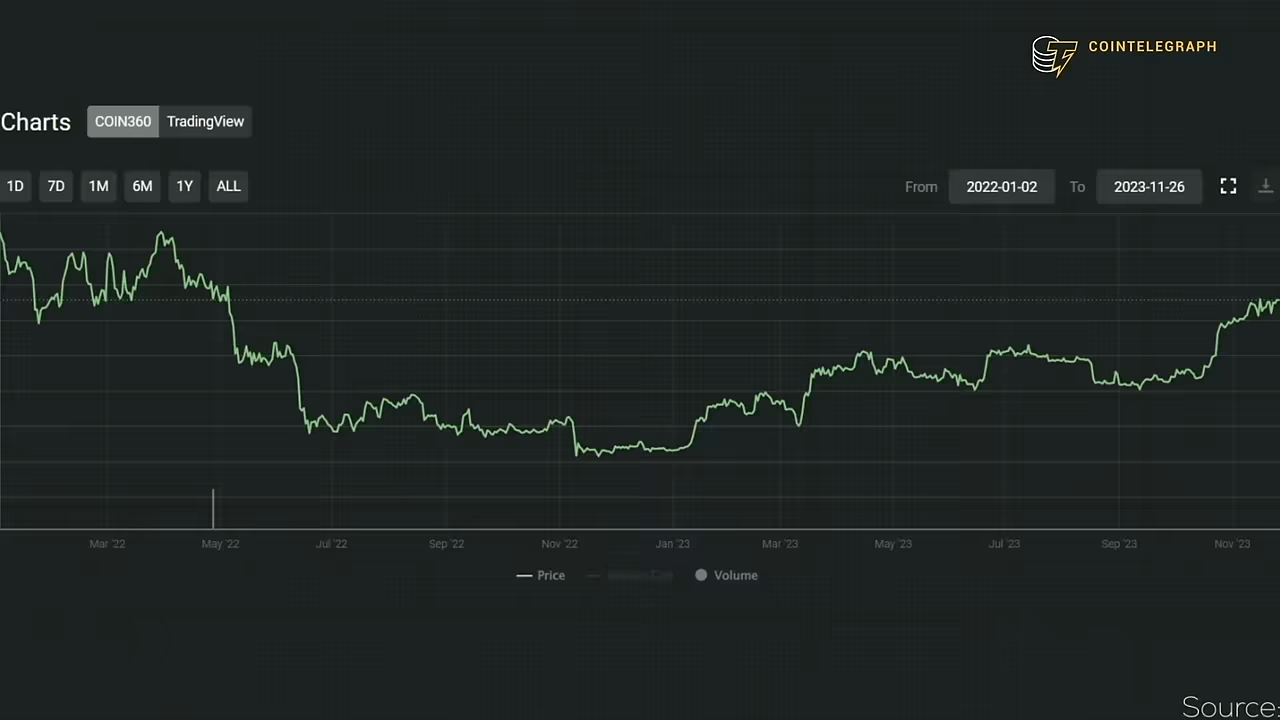 COINTELEGRAPH
Charts COIN360 TradingView
1D 7D 1M 6M 1Y ALL From 2022-01-02 To 2023-11-26
Mar '22 May '22 Jul '22 Sep '22 Nov '22 Jan '23 Mar '23 May '23 Jul '23 Sep '23 Nov '23
Price Volume
Source: